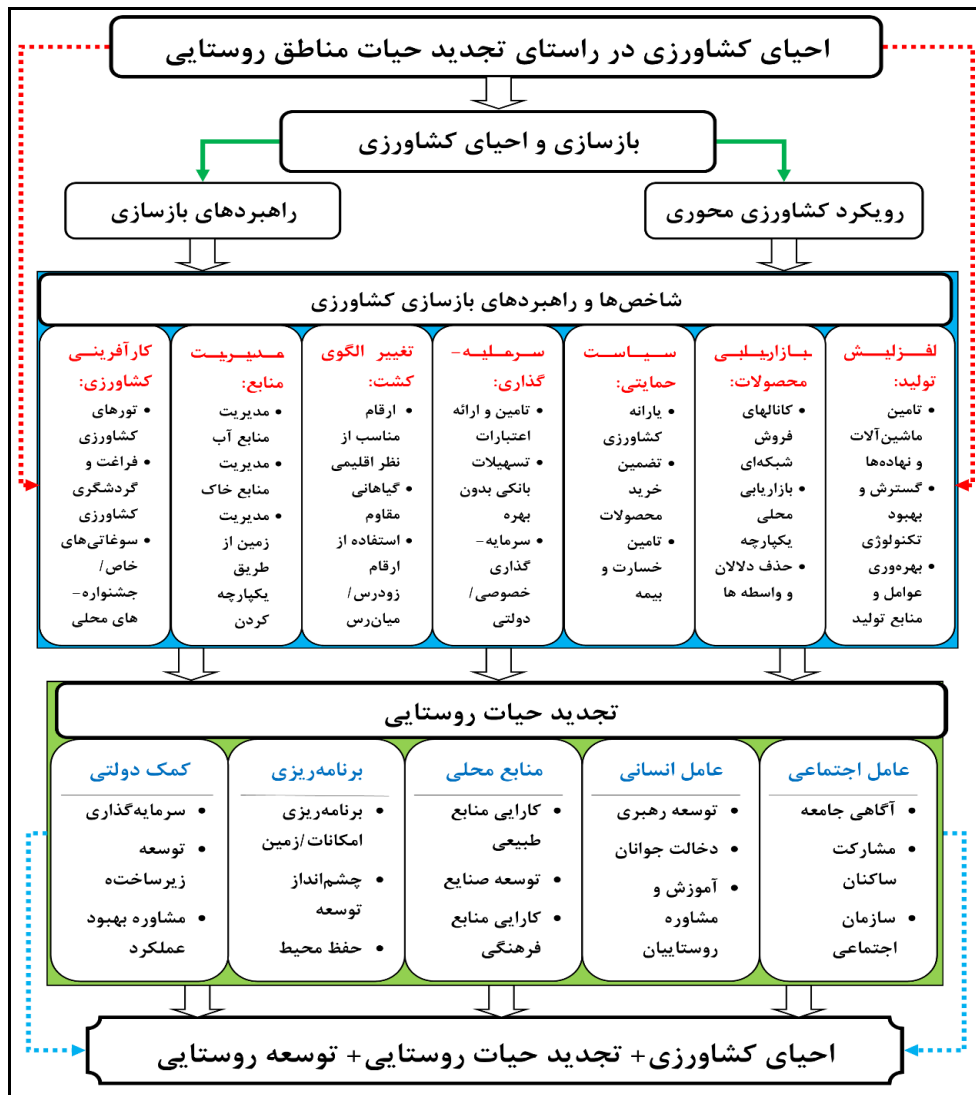 احیای کشاورزی در راستای تجدید حیات مناطق روستایی
بازسازی و احیای کشاورزی
رویکرد کشاورزی محوری
راهبردهای بازسازی
شاخص‌ها و راهبردهای بازسازی کشاورزی
افـزایـش
تولید:
• تامین
ماشین‌آلات
و نهاده‌ها
• گسترش و
بهبود
تکنولوژی
• بهره‌وری
عوامل و
منابع تولید
بـازاریـابی
محصولات:
• کانالهای
فروش
شبکه‌ای
• بازاریابی
محلی
یکپارچه
• حذف دلالان
و واسطه ها
سیـاسـت
حمایتی:
• یارانه
کشاورزی
• تضمین
خرید
محصولات
• تامین
خسارت و
بیمه
سـرمـایـه-
گذاری:
• تامین و ارائه
اعتبارات
• تسهیلات
بانکی بدون
بهره
• سرمایه-
گذاری
خصوصی/
دولتی
تغییر الگوی
کشت:
• ارقام
مناسب از
نظر اقلیمی
• گیاهانی
مقاوم
• استفاده از
ارقام
زودرس/
میان‌رس
مـدیـریـت
منابع:
• مدیریت
منابع آب
• مدیریت
منابع خاک
• مدیریت
زمین از
طریق
یکپارچه
کردن
کارآفرینـی
کشاورزی:
• تورهای
کشاورزی
• فراغت و
گردشگری
کشاورزی
• سوغاتی‌های
خاص/
جشنواره-
های محلی
تجدید حیات روستایی
عامل اجتماعی
• آگاهی جامعه
• مشارکت
ساکنان
• سازمان
اجتماعی
عامل انسانی
• توسعه رهبری
• دخالت جوانان
• آموزش و
مشاوره
روستاییان
منابع محلی
• کارایی منابع
طبیعی
• توسعه صنایع
• کارایی منابع
فرهنگی
برنامه‌ریزی
• برنامه‌ریزی
امکانات/زمین
• چشم‌انداز
توسعه
• حفظ محیط
کمک دولتی
• سرمایه‌گذاری
• توسعه
زیرساخت‌ه
• مشاوره بهبود
عملکرد
احیای کشاورزی+ تجدید حیات روستایی+ توسعه روستایی